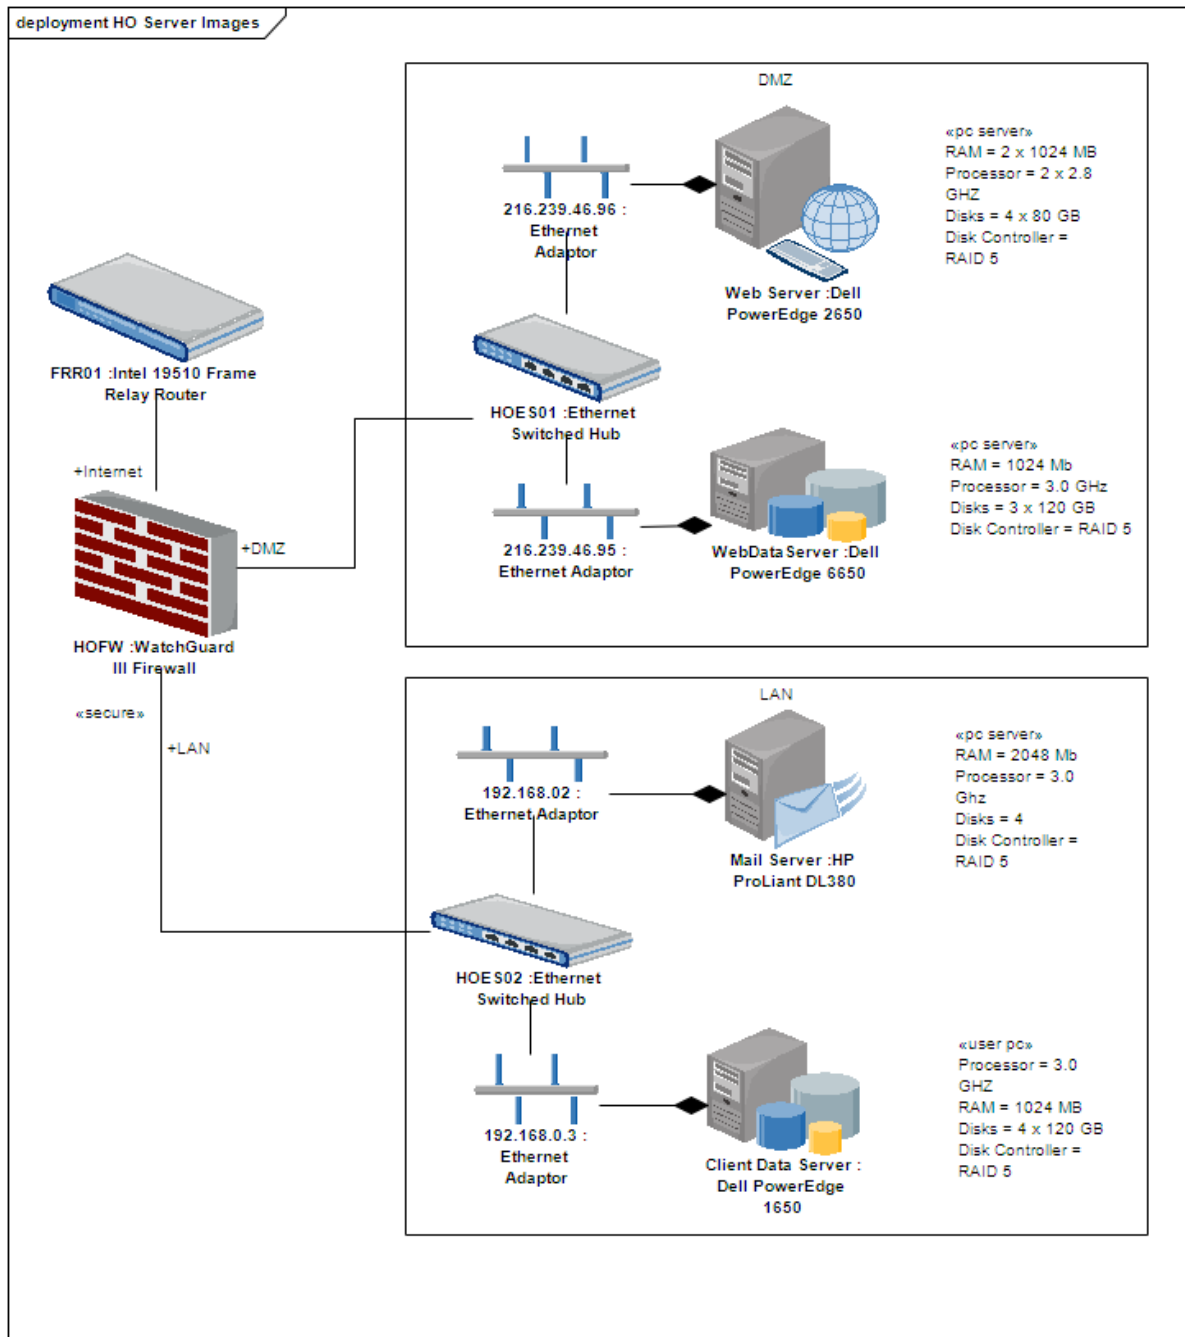 deployment HO Server Images
DMZ
216.239.46.96 :
Ethernet
Adaptor
Web Server :Dell
PowerEdge 2650
«pc server»
RAM = 2 x 1024 MB
Processor = 2 x 2.8
GHZ
Disks = 4 x 80 GB
Disk Controller =
RAID 5
FRR01 :Intel 19510 Frame
Relay Router
HOES01 :Ethernet
Switched Hub
+Internet
+DMZ
216.239.46.95 :
Ethernet Adaptor
WebDataServer :Dell
PowerEdge 6650
«pc server»
RAM = 1024 Mb
Processor = 3.0 GHz
Disks = 3 x 120 GB
Disk Controller = RAID 5
HOFW :WatchGuard
III Firewall
«secure»
+LAN
LAN
192.168.02 :
Ethernet Adaptor
Mail Server :HP
ProLiant DL380
«pc server»
RAM = 2048 Mb
Processor = 3.0
Ghz
Disks = 4
Disk Controller =
RAID 5
HOES02 :Ethernet
Switched Hub
192.168.0.3 :
Ethernet
Adaptor
Client Data Server :
Dell PowerEdge
1650
«user pc»
Processor = 3.0
GHZ
RAM = 1024 MB
Disks = 4 x 120 GB
Disk Controller =
RAID 5